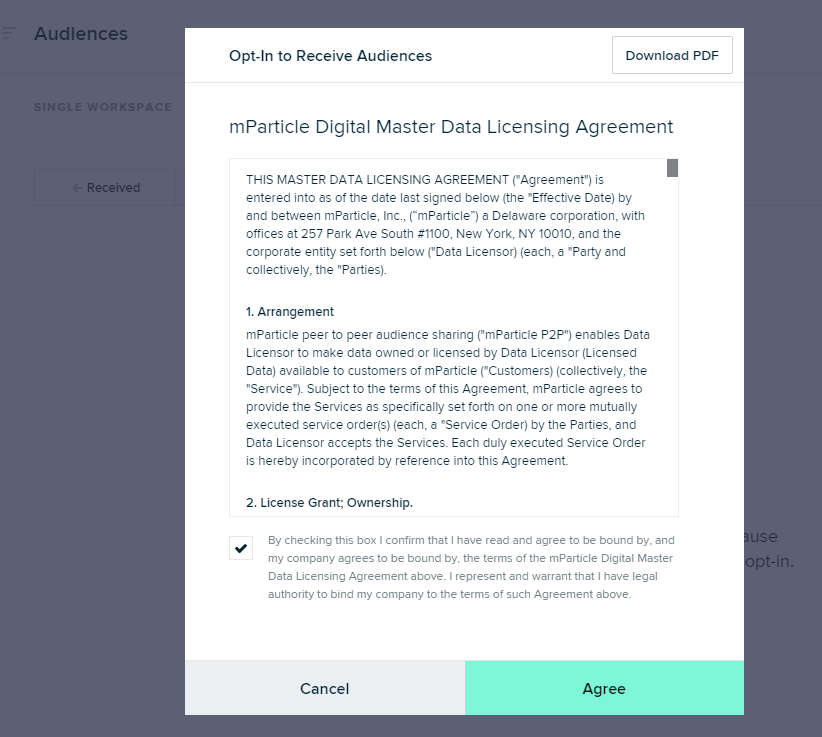 Audiences
Opt-In to Receive Audiences
Download PDF
SINGLE WORKSPACE
mParticle Digital Master Data Licensing Agreement
← Received
THIS MASTER DATA LICENSING AGREEMENT ("Agreement") is
entered into as of the date last signed below (the "Effective Date) by
and between mParticle, Inc., (“mParticle”) a Delaware corporation, with
offices at 257 Park Ave South #1100, New York, NY 10010, and the
corporate entity set forth below ("Data Licensor) (each, a "Party and
collectively, the "Parties).
1. Arrangement
mParticle peer to peer audience sharing ("mParticle P2P") enables Data
Licensor to make data owned or licensed by Data Licensor (Licensed
Data) available to customers of mParticle ("Customers) (collectively, the
"Service"). Subject to the terms of this Agreement, mParticle agrees to
provide the Services as specifically set forth on one or more mutually
executed service order(s) (each, a "Service Order) by the Parties, and
Data Licensor accepts the Services. Each duly executed Service Order
is hereby incorporated by reference into this Agreement.
2. License Grant; Ownership.
By checking this box I confirm that I have read and agree to be bound by, and
my company agrees to be bound by, the terms of the mParticle Digital Master
Data Licensing Agreement above. I represent and warrant that I have legal
authority to bind my company to the terms of such Agreement above.
opt-in.
Cancel
Agree